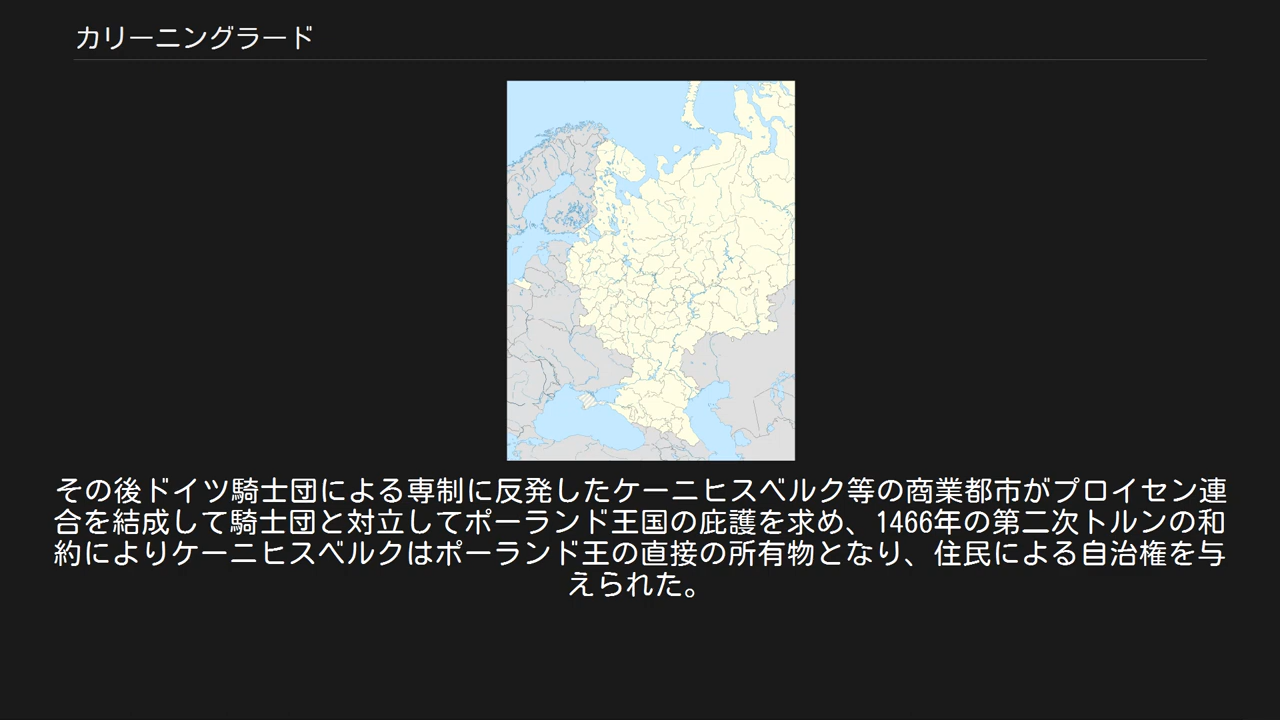 カリーニングラード
その後ドイツ騎士団による専制に反発したケーニヒスベルク等の商業都市がプロイセン連
合を結成して騎士団と対立してポーランド王国の庇護を求め、1466年の第二次トルンの和
約によりケーニヒスベルクはポーランド王の直接の所有物となり、住民による自治権を与
えられた。